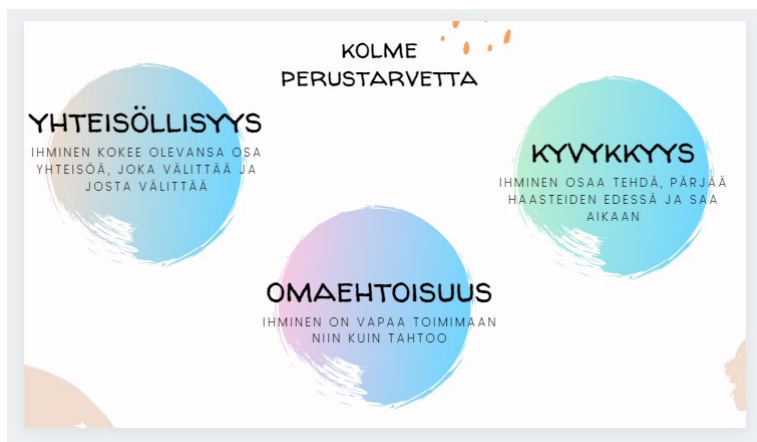 KOLME
PERUSTARVETTA
YHTEISÖLLISYYS
IHMINEN KOKEE OLEVANSA OSA
YHTEISÖÄ, JOKA VÄLITTÄÄ JA
JOSTA VÄLITTÄÄ
KYVYKKYYS
IHMINEN OSAA TEHDÄ, PÄRJÄÄ
HAASTEIDEN EDESSÄ JA SAA
AIKAAN
OMAEHTOISUUS
IHMINEN ON VAPAA TOIMIMAAN
NIIN KUIN TAHTOO